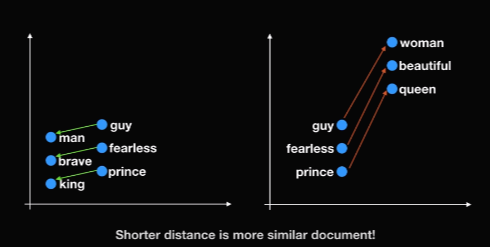 guy
man
fearless
brave
prince
king
woman
beautiful
queen
guy
fearless
prince
Shorter distance is more similar document!